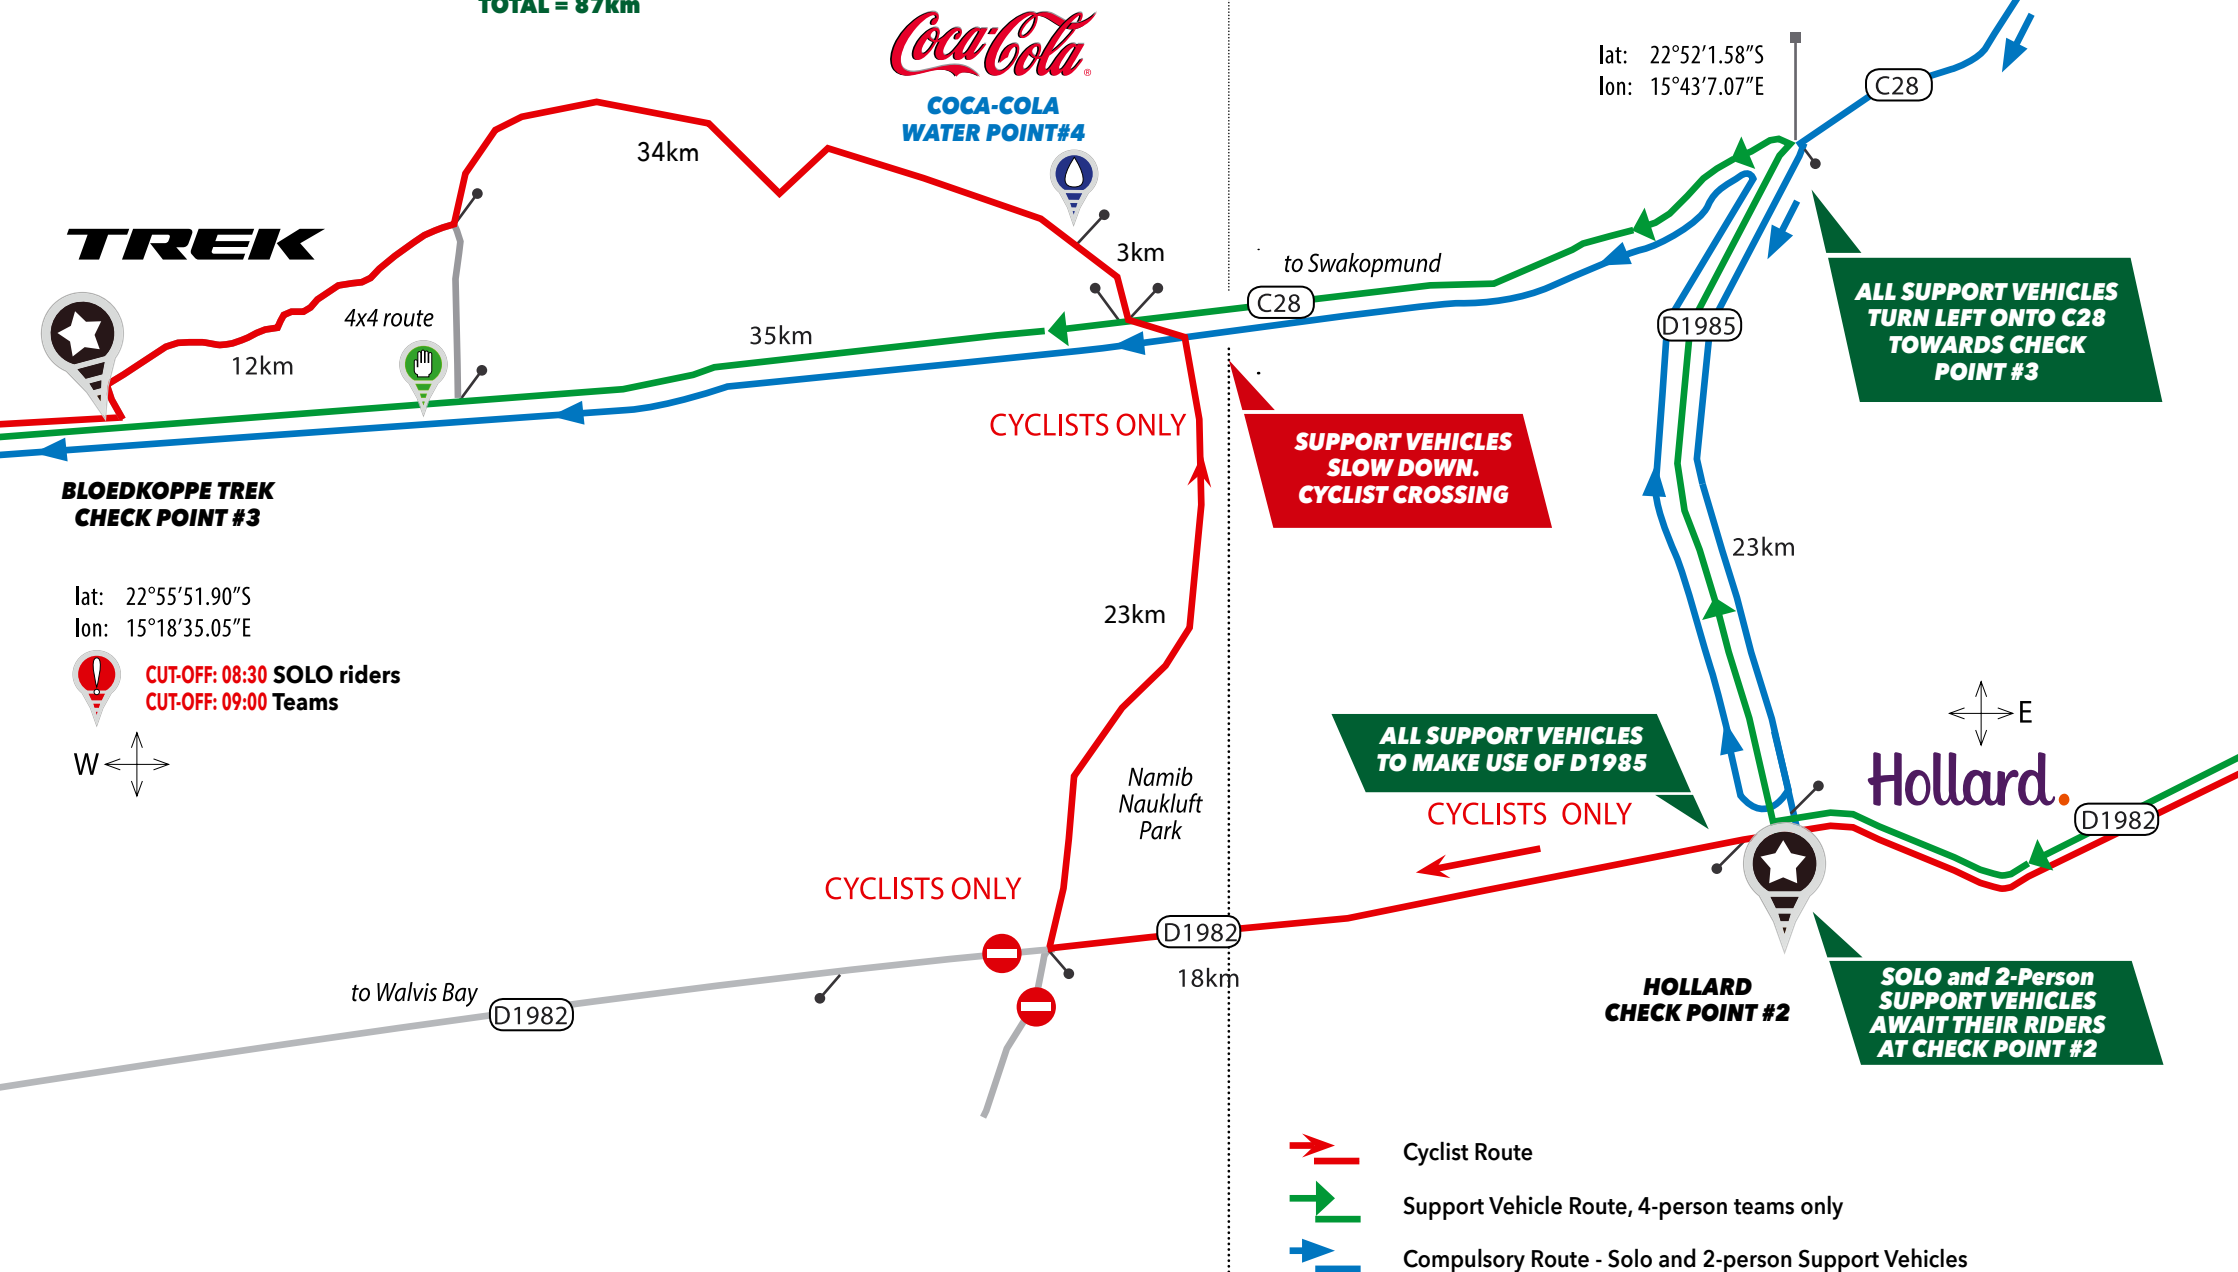 TOTAL = 87km
Coca-Cola
®
COCA-COLA
WATER POINT#4
lat: 22°52'1.58"S
lon: 15°43'7.07"E
C28
34km
TREK
3km
to Swakopmund
C28
4x4 route
35km
12km
D1985
ALL SUPPORT VEHICLES
TURN LEFT ONTO C28
TOWARDS CHECK
POINT #3
CYCLISTS ONLY
SUPPORT VEHICLES
SLOW DOWN.
CYCLIST CROSSING
BLOEDKOPPE TREK
CHECK POINT #3
23km
lat: 22°55'51.90"S
lon: 15°18'35.05"E
23km
CUT-OFF: 08:30 SOLO riders
CUT-OFF: 09:00 Teams
W
E
ALL SUPPORT VEHICLES
TO MAKE USE OF D1985
Hollard.
Namib
Naukluft
Park
CYCLISTS ONLY
D1982
CYCLISTS ONLY
D1982
18km
to Walvis Bay
D1982
HOLLARD
CHECK POINT #2
SOLO and 2-Person
SUPPORT VEHICLES
AWAIT THEIR RIDERS
AT CHECK POINT #2
Cyclist Route
Support Vehicle Route, 4-person teams only
Compulsory Route - Solo and 2-person Support Vehicles